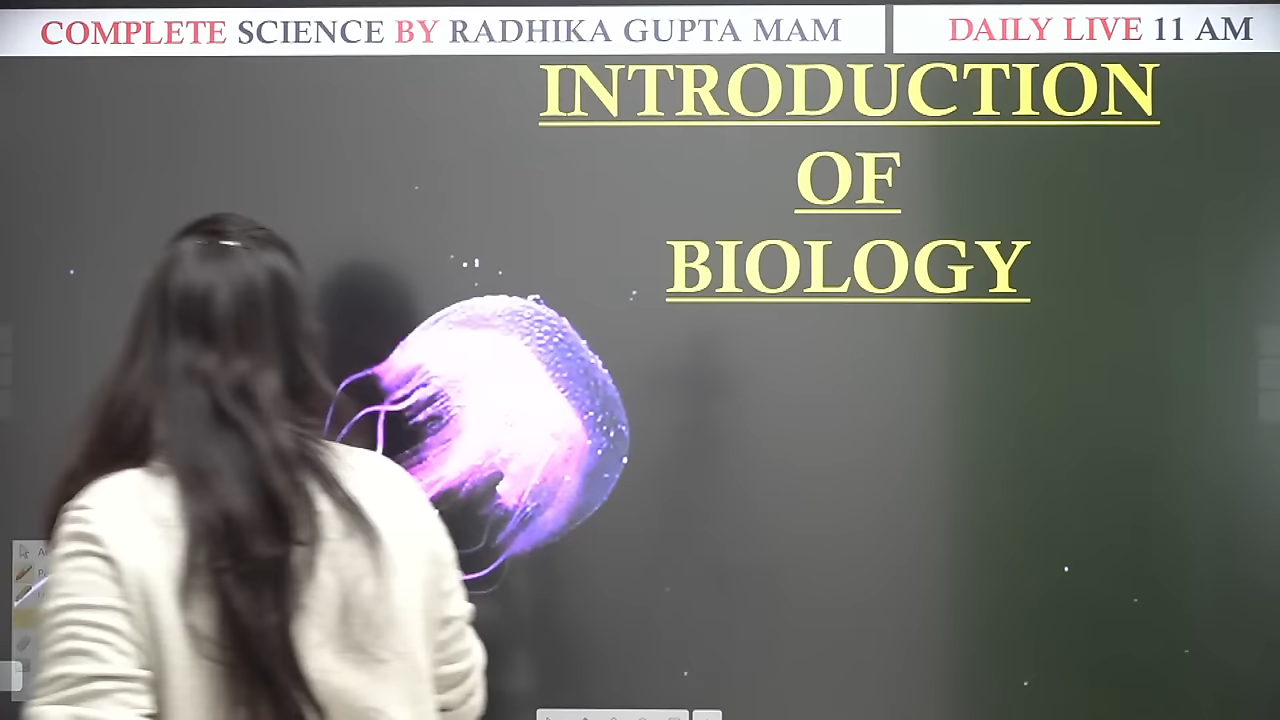 COMPLETE SCIENCE BY RADHIKA GUPTA MAM
DAILY LIVE 11 AM
INTRODUCTION
OF
BIOLOGY